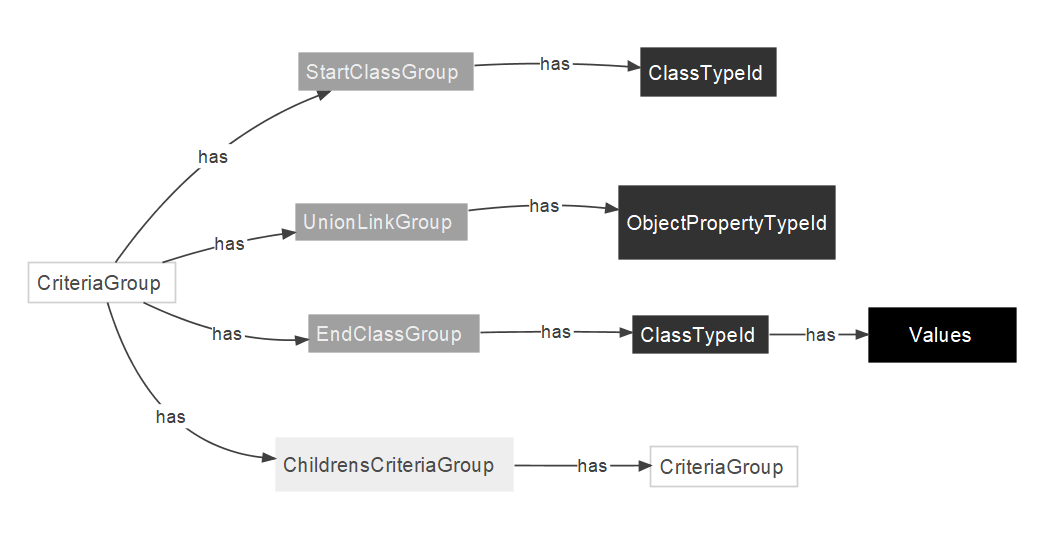 StartClassGroup has ClassTypeId
has
UnionLinkGroup has ObjectPropertyTypeId
has
CriteriaGroup
has EndClassGroup has ClassTypeId has Values
has
ChildrensCriteriaGroup has CriteriaGroup